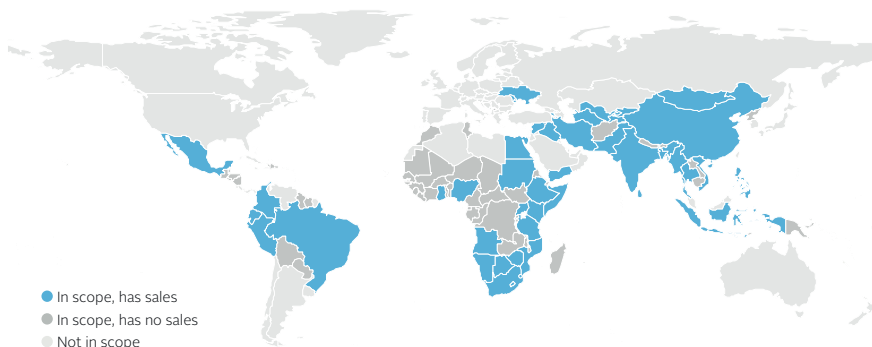 In scope, has sales
In scope, has no sales
Not in scope